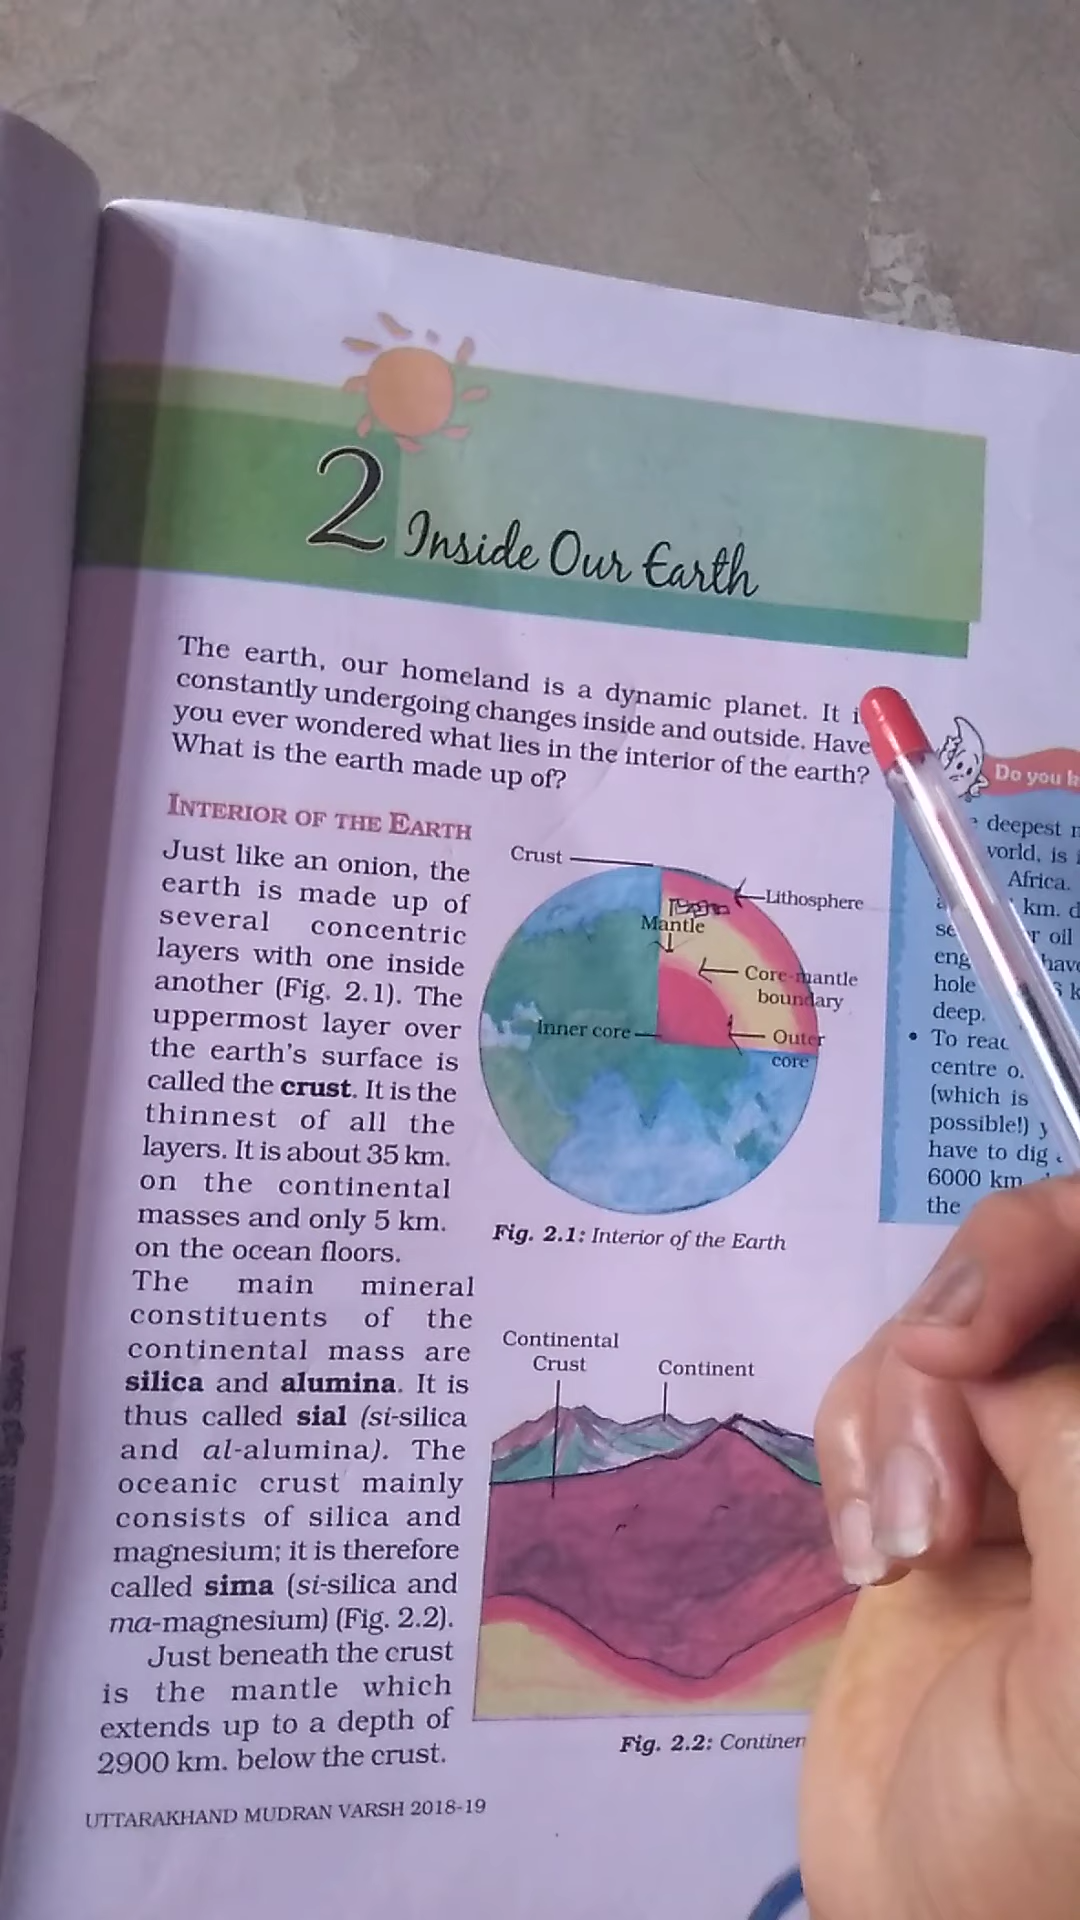 2 Inside Our Earth
The earth, our homeland is a dynamic planet. It
constantly undergoing changes inside and outside. Have
you ever wondered what lies in the interior of the earth?
What is the earth made up of?
INTERIOR OF THE EARTH
Just like an onion, the
earth is made up of
several concentric
layers with one inside
another (Fig. 2.1). The
uppermost layer over
the earth's surface is
called the crust. It is the
thinnest of all the
layers. It is about 35 km.
on the continental
masses and only 5 km.
on the ocean floors.
The main mineral
constituents of the
continental mass are
silica and alumina. It is
thus called sial (si-silica
and al-alumina). The
oceanic crust mainly
consists of silica and
magnesium; it is therefore
called sima (si-silica and
ma-magnesium) (Fig. 2.2).
Just beneath the crust
is the mantle which
extends up to a depth of
2900 km. below the crust.
UTTARAKHAND MUDRAN VARSH 2018-19
Crust
Lithosphere
Mantle
Core-mantle
boundary
Inner core
Outer
core
Fig. 2.1: Interior of the Earth
Continental
Crust
Continent
Fig. 2.2:
Do you
deepest
is
Africa.
km.
oil
hole
deep.
• To
centre
(which is
possible!)
have to dig
6000 km
the